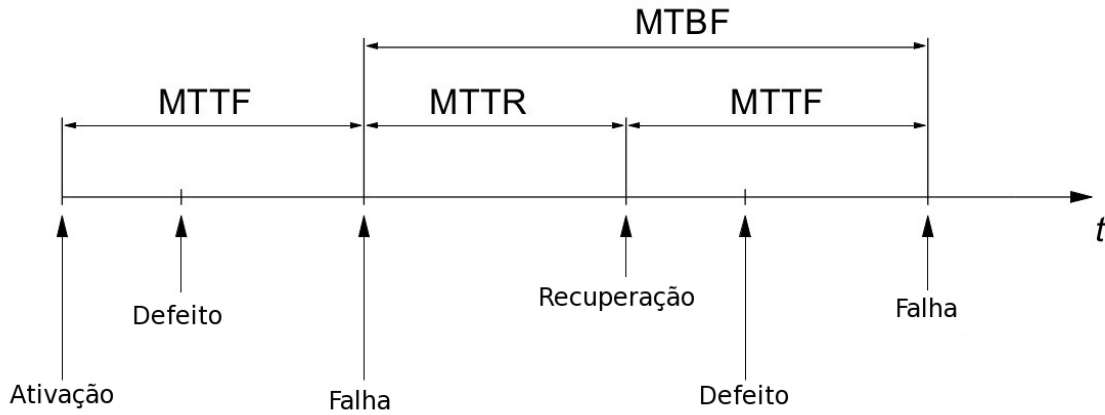 MTBF
MTTF
MTTR
MTTF
t
Defeito
Recuperação
Falha
Ativação
Falha
Defeito